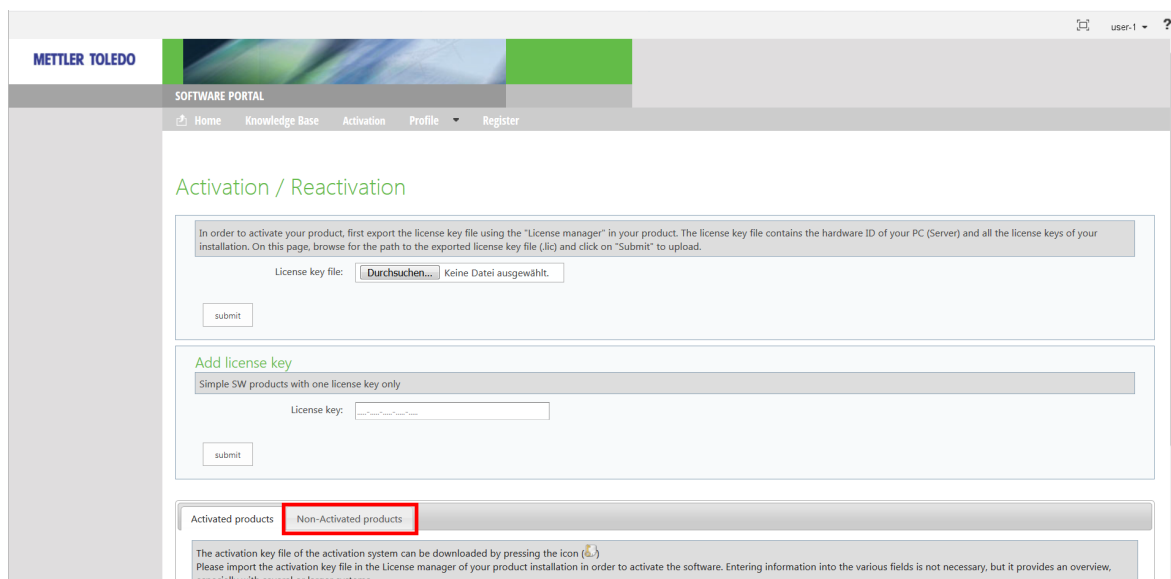 user-1 ?
METTLER TOLEDO
SOFTWARE PORTAL
Home Knowledge Base Activation Profile Register
Activation / Reactivation
In order to activate your product, first export the license key file using the "License manager" in your product. The license key file contains the hardware ID of your PC (Server) and all the license keys of your
installation. On this page, browse for the path to the exported license key file (.lic) and click on "Submit" to upload.
License key file: Durchsuchen... Keine Datei ausgewählt.
submit
Add license key
Simple SW products with one license key only
License key: ....-.....-.....-.....-.....
submit
Activated products Non-Activated products
The activation key file of the activation system can be downloaded by pressing the icon ( )
Please import the activation key file in the License manager of your product installation in order to activate the software. Entering information into the various fields is not necessary, but it provides an overview,